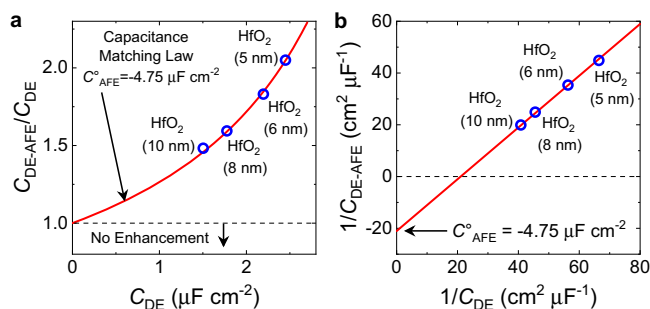 a
2.0
1.5
1.0
0
1
2
C_DE-AFE/C_DE
C_DE (μF cm⁻²)
Capacitance
Matching Law
C°_AFE=-4.75 μF cm⁻²
HfO₂
(5 nm)
HfO₂
(6 nm)
HfO₂
(10 nm)
HfO₂
(8 nm)
No Enhancement
b
60
40
20
0
-20
0
20
40
60
80
1/C_DE-AFE (cm² μF⁻¹)
1/C_DE (cm² μF⁻¹)
HfO₂
(6 nm)
HfO₂
(5 nm)
HfO₂
(10 nm)
HfO₂
(8 nm)
C°_AFE = -4.75 μF cm⁻²